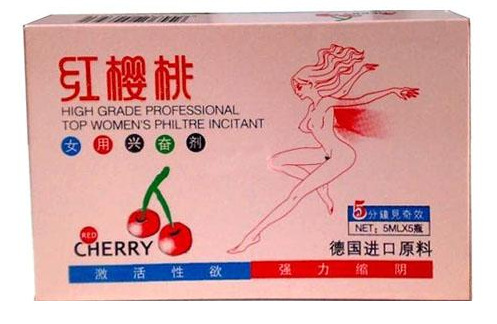 红樱桃
HIGH GRADE PROFESSIONAL
TOP WOMEN'S PHILTRE INCITANT
女用兴奋剂
RED
CHERRY
5分鐘見奇效
NET: 5MLX5瓶
德国进口原料
激活性欲 强力缩阴